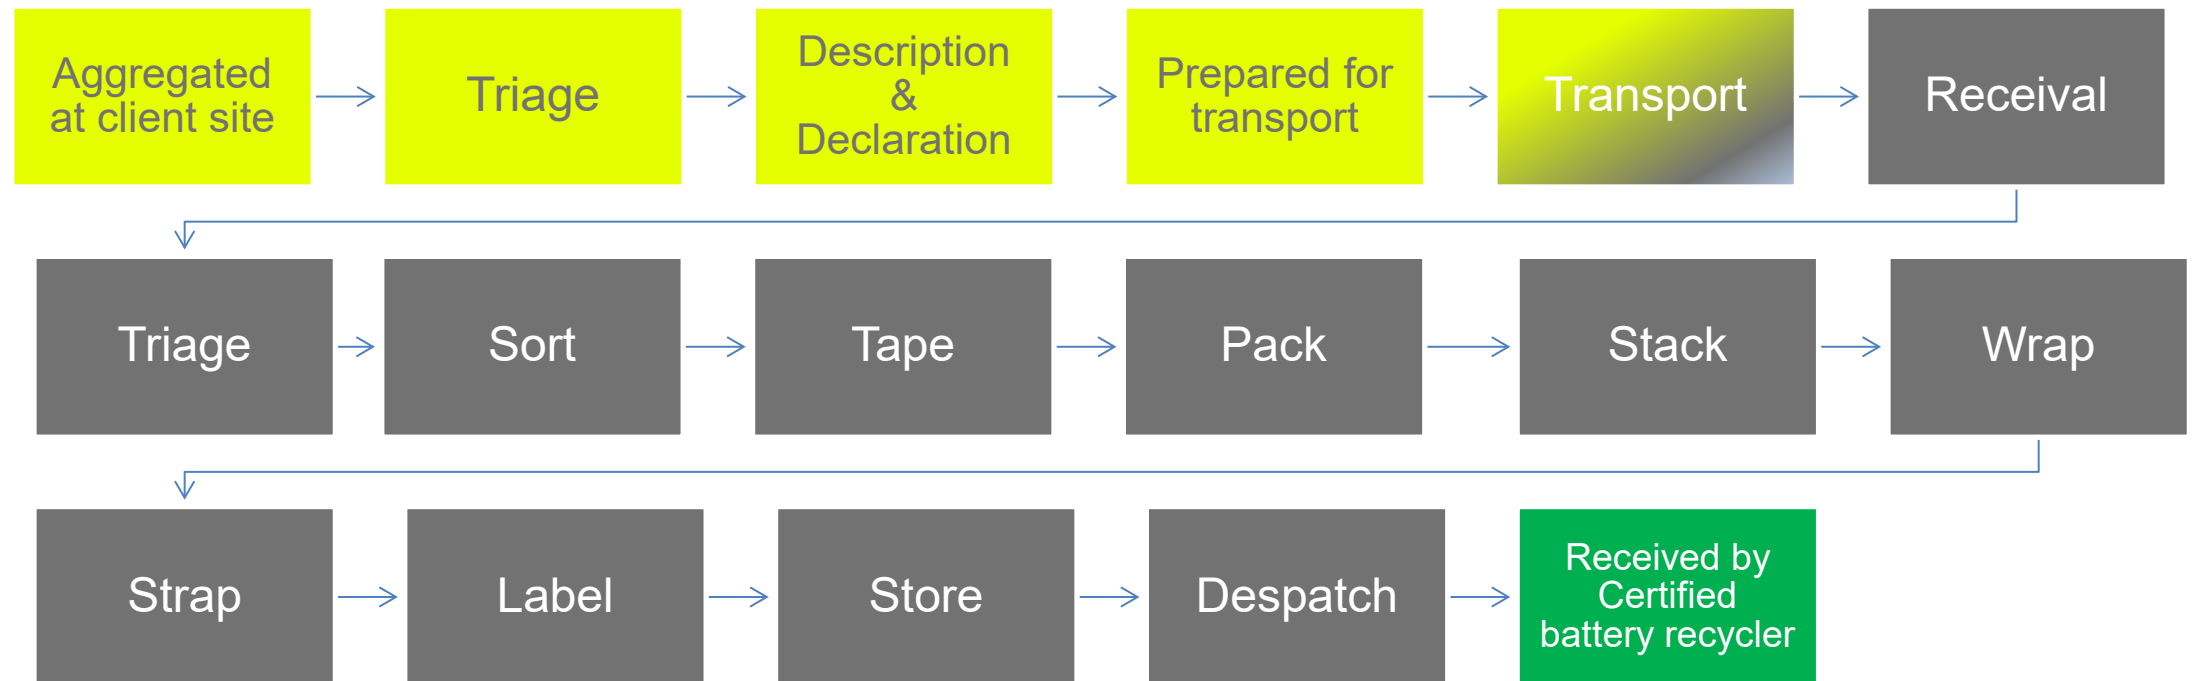 Aggregated
at client site
Triage
Description
&
Declaration
Prepared for
transport
Transport
Receival
Triage
Sort
Tape
Pack
Stack
Wrap
Strap
Label
Store
Despatch
Received by
Certified
battery recycler